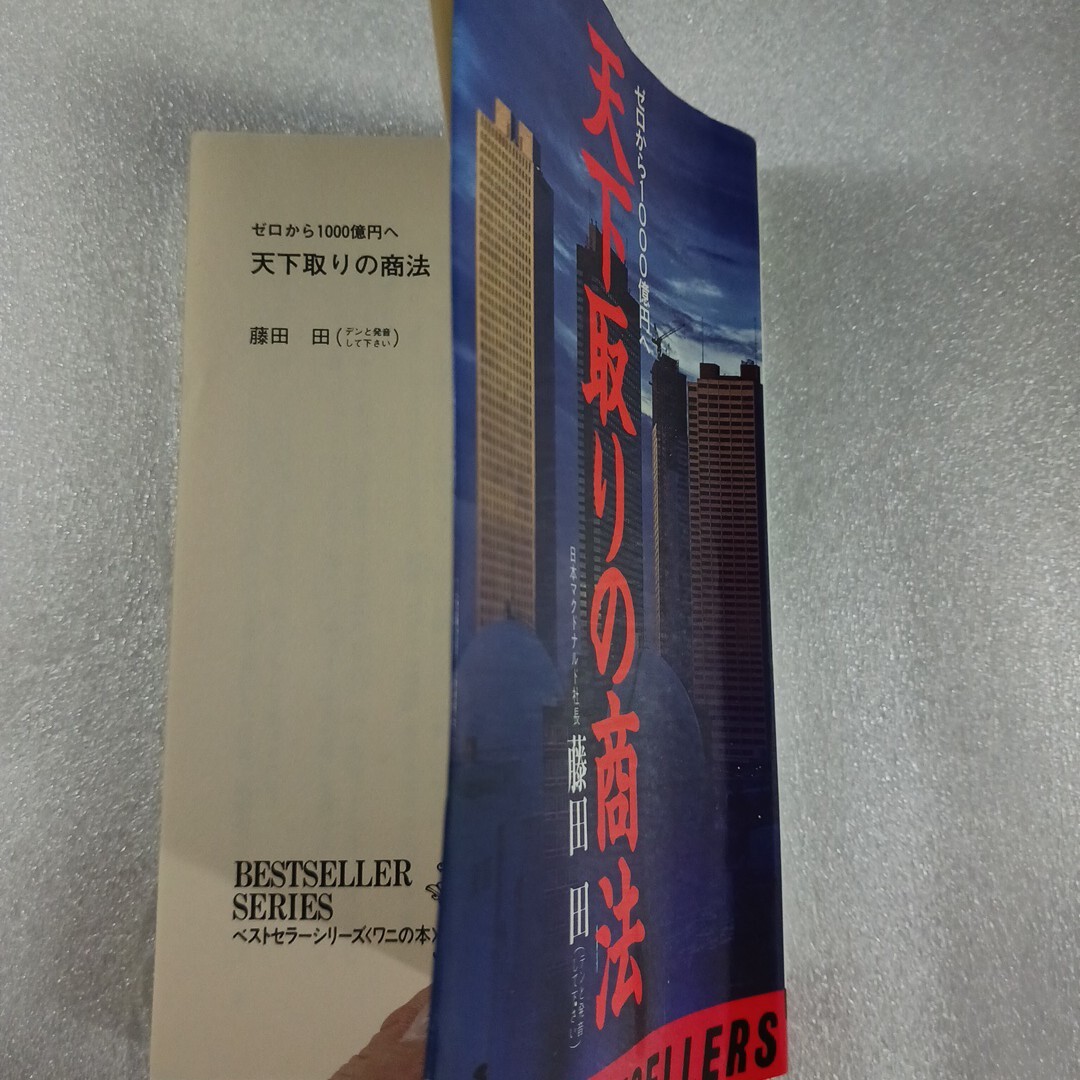 ゼロから1000億円へ
天下取りの商法
藤田 田(デンと発音
して下さい)
BESTSELLER
SERIES
ベストセラーシリーズ〈ワニの本〉
ゼロから1000億円へ
天下取りの商法
日本マクドナルド社長
藤田 田
SELLERS